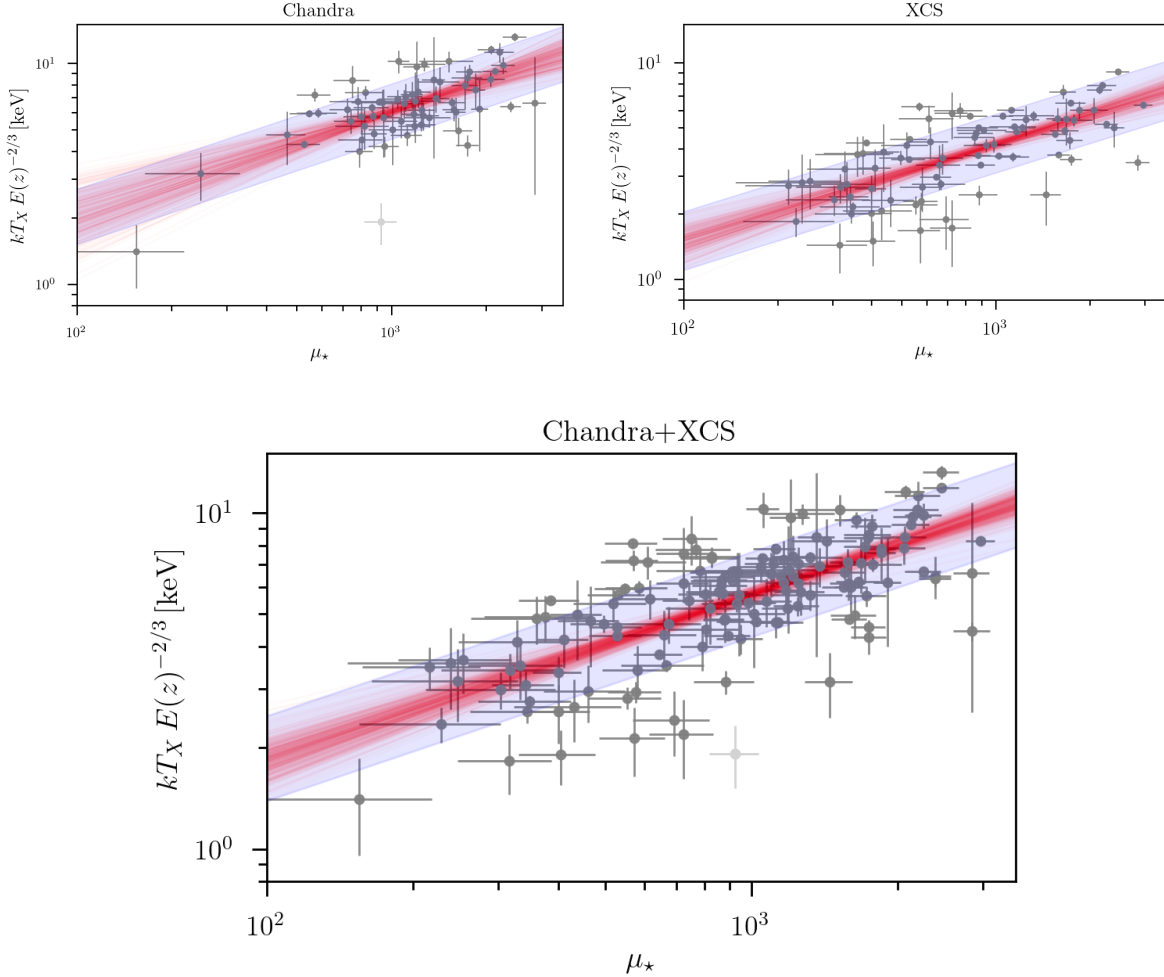 Chandra
kT_X E(z)^{-2/3} [keV]
10^1
10^0
10^2
10^3
μ⋆
XCS
kT_X E(z)^{-2/3} [keV]
10^1
10^0
10^2
10^3
μ⋆
Chandra+XCS
kT_X E(z)^{-2/3} [keV]
10^1
10^0
10^2
10^3
μ⋆